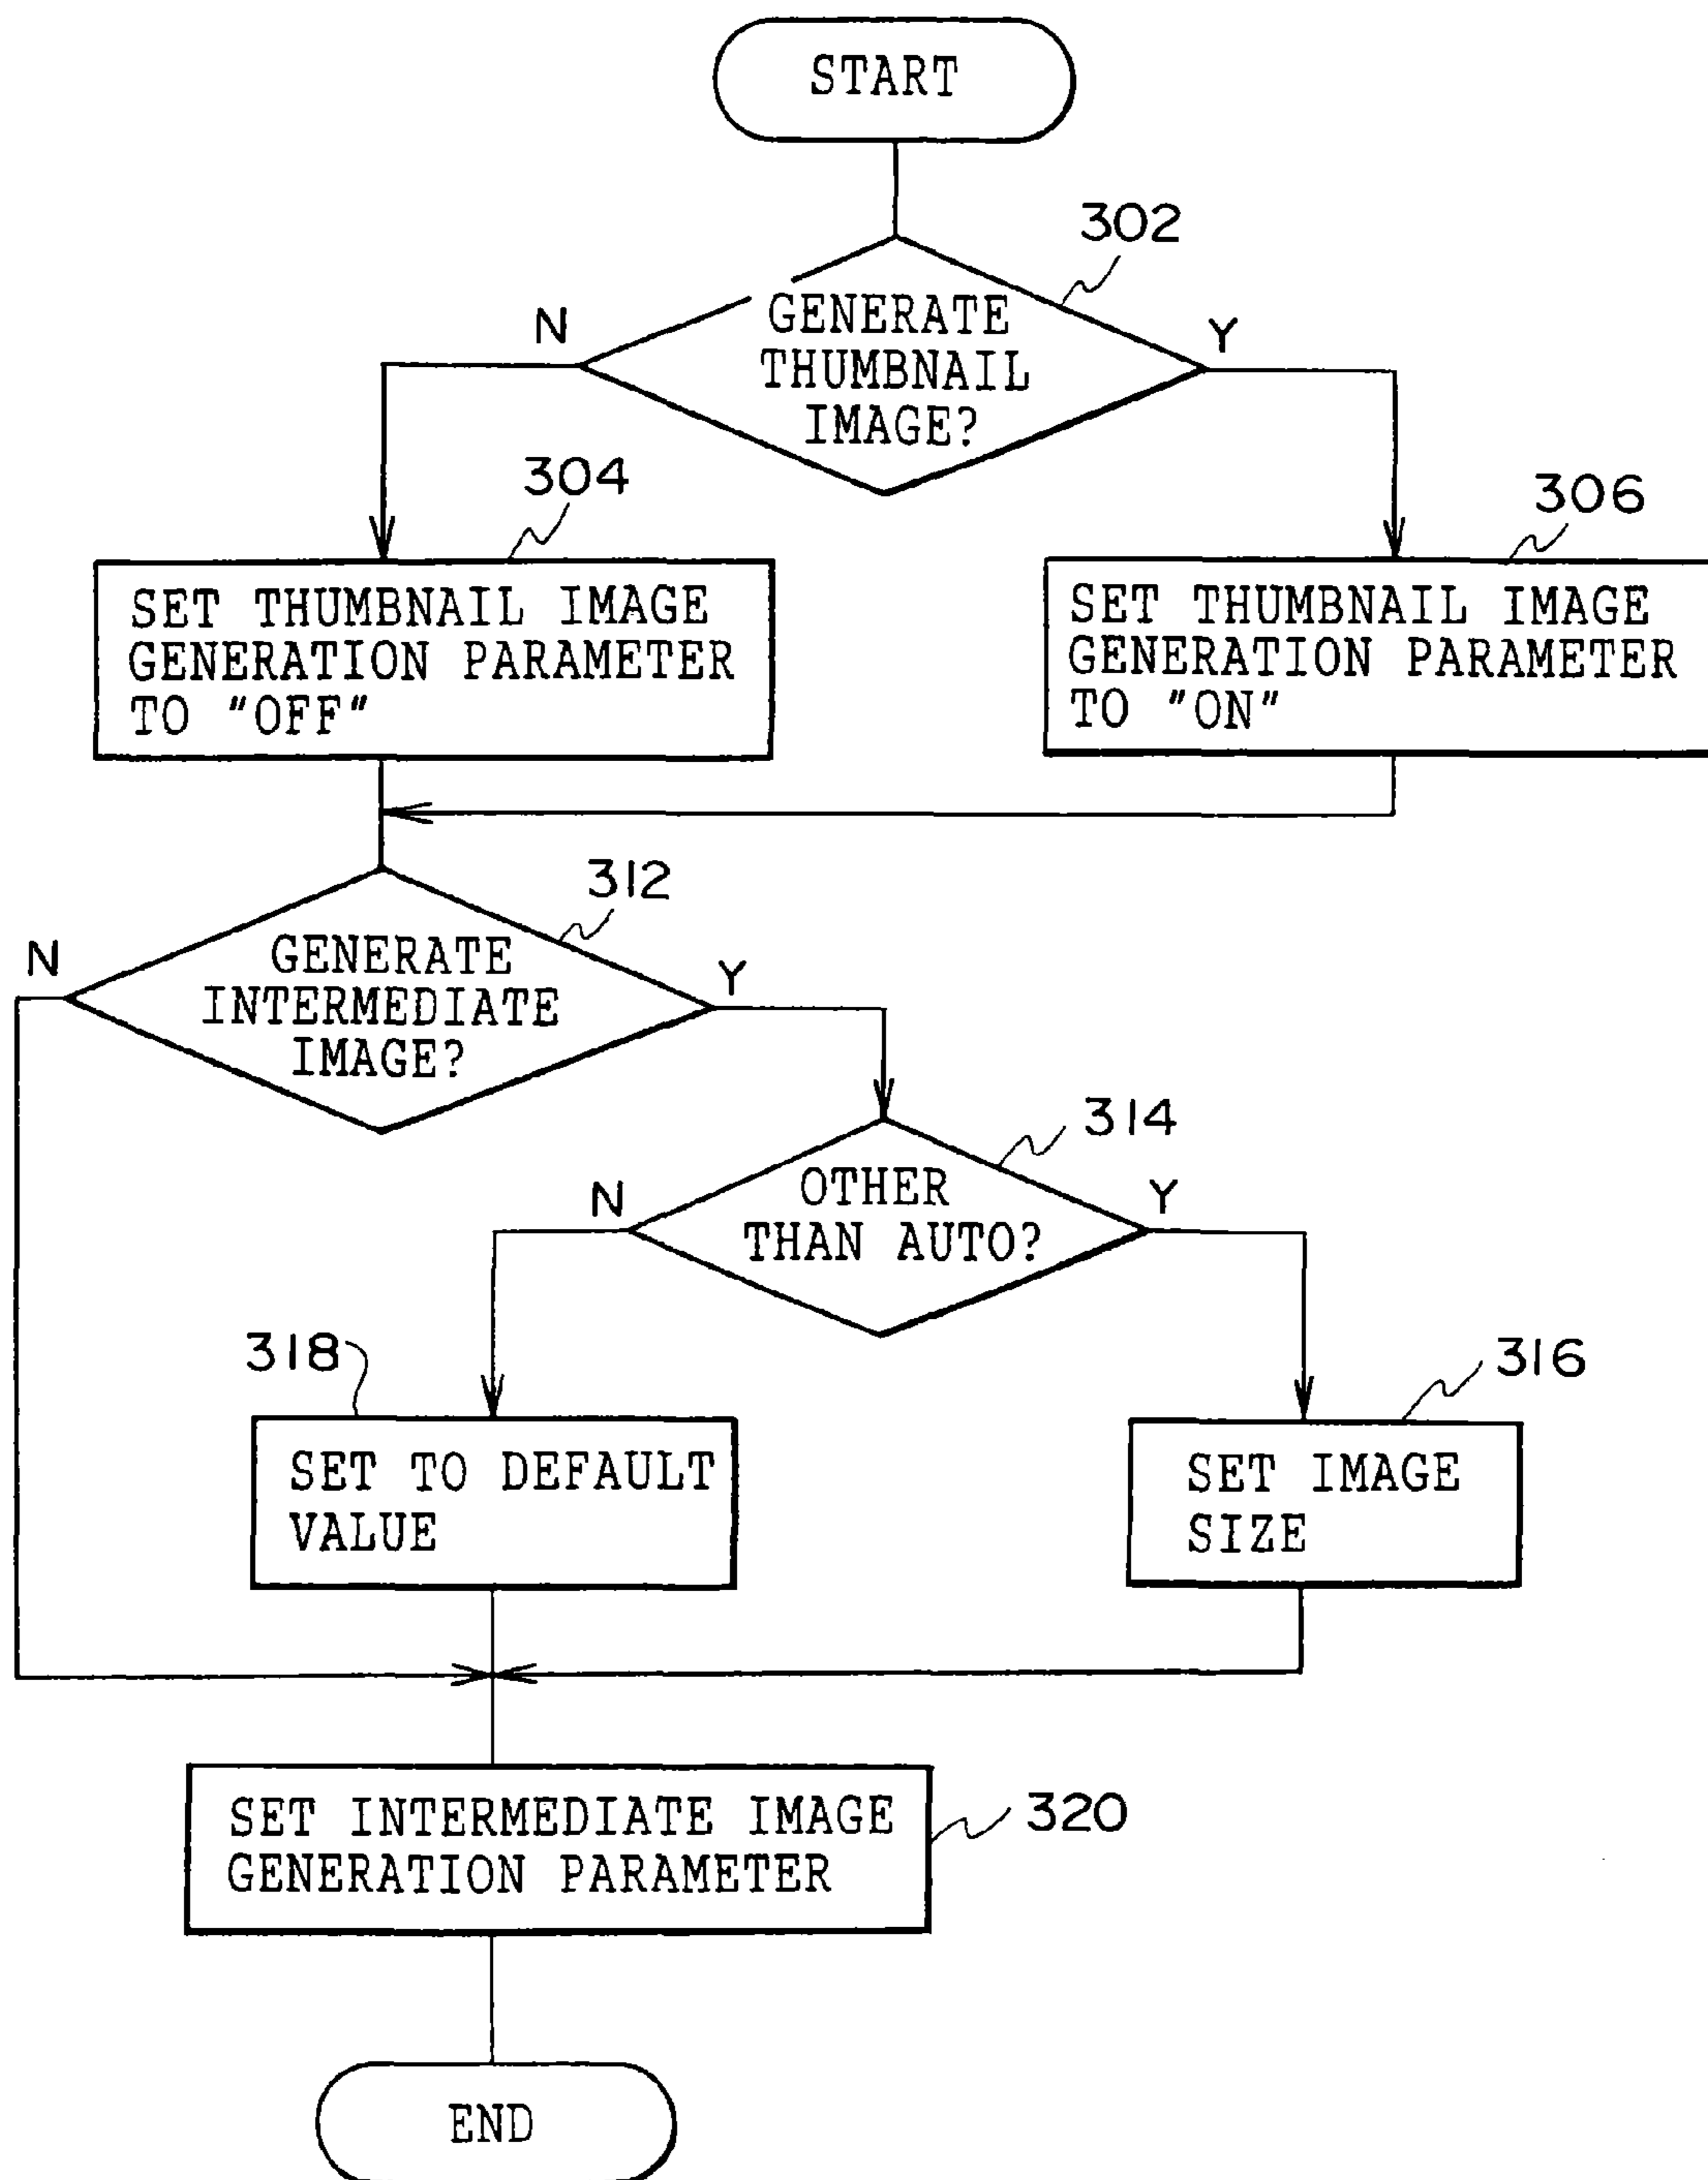 START
302
N
Y
GENERATE
THUMBNAIL
IMAGE?
304
306
SET THUMBNAIL IMAGE
GENERATION PARAMETER
TO "OFF"
SET THUMBNAIL IMAGE
GENERATION PARAMETER
TO "ON"
312
N
Y
GENERATE
INTERMEDIATE
IMAGE?
314
N
Y
OTHER
THAN AUTO?
318
316
SET TO DEFAULT
VALUE
SET IMAGE
SIZE
SET INTERMEDIATE IMAGE
GENERATION PARAMETER
320
END